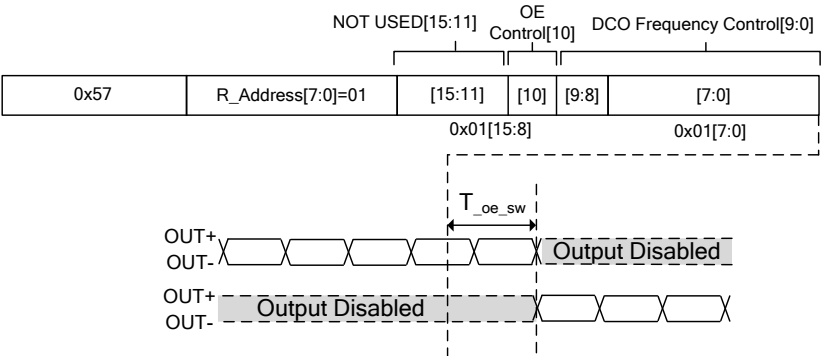 NOT USED[15:11]
OE
Control[10]
DCO Frequency Control[9:0]
0x57
R_Address[7:0]=01
[15:11]
[10]
[9:8]
[7:0]
0x01[15:8]
0x01[7:0]
T_oe_sw
OUT+
OUT-
Output Disabled
OUT+
OUT-
Output Disabled